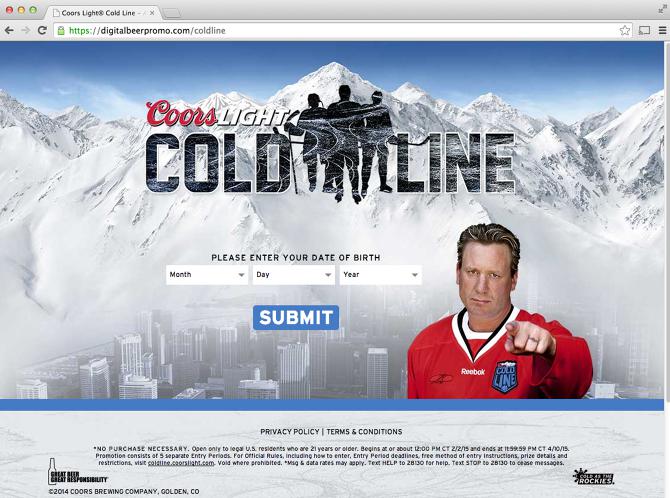 Coors Light® Cold Line -
https://digitalbeerpromo.com/coldline
Coors LIGHT
COLD LINE
PLEASE ENTER YOUR DATE OF BIRTH
Month Day Year
SUBMIT
Reebok
COLD
LINE
PRIVACY POLICY | TERMS & CONDITIONS
*NO PURCHASE NECESSARY. Open only to legal U.S. residents who are 21 years or older. Begins at or about 12:00 PM CT 2/2/15 and ends at 11:59:59 PM CT 4/10/15.
Promotion consists of 5 separate Entry Periods. For Official Rules, including how to enter, Entry Period deadlines, free method of entry instructions, prize details and
restrictions, visit coldline.coorslight.com. Void where prohibited. *Msg & data rates may apply. Text HELP to 28130 for help. Text STOP to 28130 to cease messages.
GREAT BEER
GREAT RESPONSIBILITY
COLD AS THE
ROCKIES
©2014 COORS BREWING COMPANY, GOLDEN, CO